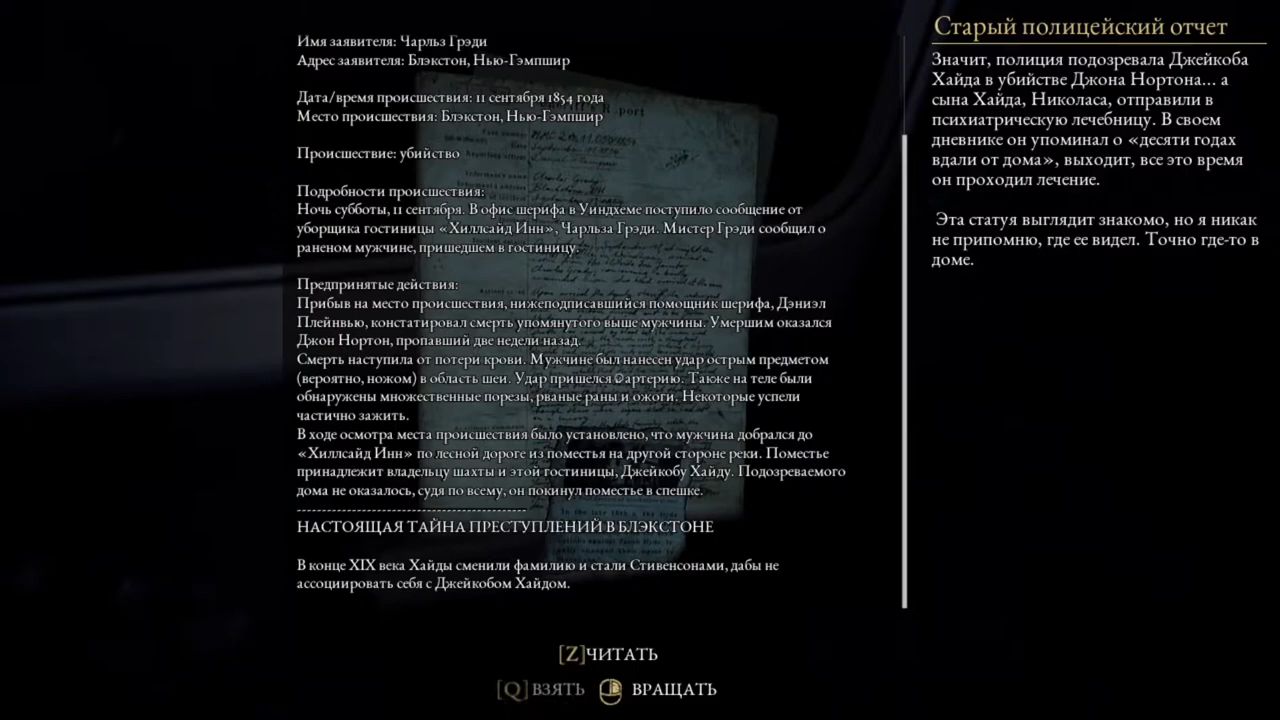 Имя заявителя: Чарльз Грэди
Адрес заявителя: Блэкстон, Нью-Гэмпшир
Дата/время происшествия: 11 сентября 1854 года
Место происшествия: Блэкстон, Нью-Гэмпшир
Происшествие: убийство
Подробности происшествия:
Ночь субботы, 11 сентября. В офис шерифа в Уиндхеме поступило сообщение от
уборщика гостиницы «Хиллсайд Инн», Чарльза Грэди. Мистер Грэди сообщил о
раненом мужчине, пришедшем в гостиницу.
Предпринятые действия:
Прибыв на место происшествия, нижеподписавшийся помощник шерифа, Дэниэл
Плейнвью, констатировал смерть упомянутого выше мужчины. Умершим оказался
Джон Нортон, пропавший две недели назад.
Смерть наступила от потери крови. Мужчине был нанесен удар острым предметом
(вероятно, ножом) в область шеи. Удар пришелся в артерию. Также на теле были
обнаружены множественные порезы, рваные раны и ожоги. Некоторые успели
частично зажить.
В ходе осмотра места происшествия было установлено, что мужчина добрался до
«Хиллсайд Инн» по лесной дороге из поместья на другой стороне реки. Поместье
принадлежит владельцу шахты и этой гостиницы, Джейкобу Хайду. Подозреваемого
дома не оказалось, судя по всему, он покинул поместье в спешке.
----------------------------------------------
НАСТОЯЩАЯ ТАЙНА ПРЕСТУПЛЕНИЙ В БЛЭКСТОНЕ
В конце XIX века Хайды сменили фамилию и стали Стивенсонами, дабы не
ассоциировать себя с Джейкобом Хайдом.
[Z]ЧИТАТЬ
[Q] ВЗЯТЬ ВРАЩАТЬ
Старый полицейский отчет
Значит, полиция подозревала Джейкоба
Хайда в убийстве Джона Нортона... а
сына Хайда, Николаса, отправили в
психиатрическую лечебницу. В своем
дневнике он упоминал о «десяти годах
вдали от дома», выходит, все это время
он проходил лечение.
Эта статуя выглядит знакомо, но я никак
не припомню, где ее видел. Точно где-то в
доме.